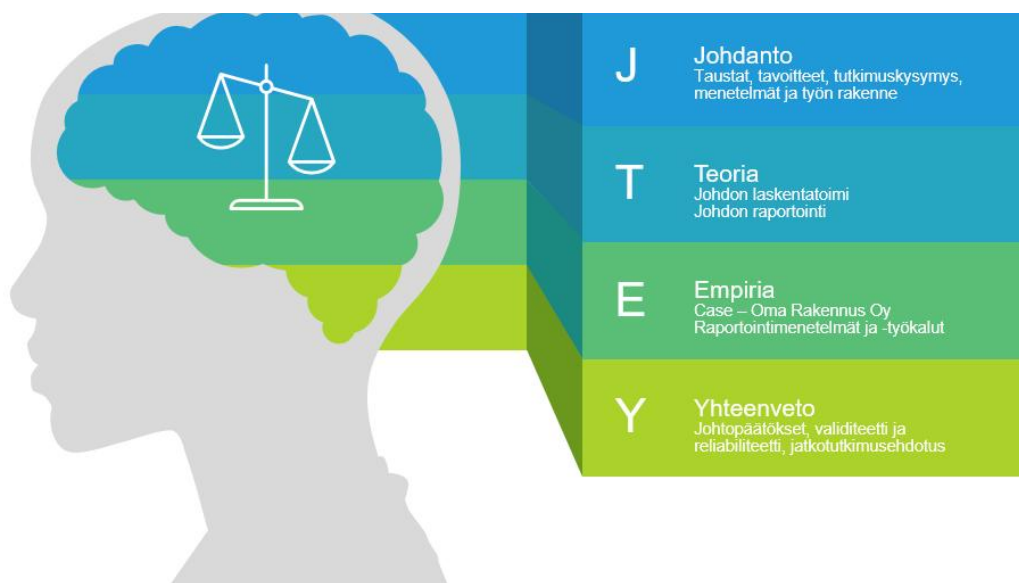 J
Johdanto
Taustat, tavoitteet, tutkimuskysymys,
menetelmät ja työn rakenne
T
Teoria
Johdon laskentatoimi
Johdon raportointi
E
Empiria
Case – Oma Rakennus Oy
Raportointimenetelmät ja -työkalut
Y
Yhteenveto
Johtopäätökset, validiteetti ja
reliabiliteetti, jatkotutkimusehdotus